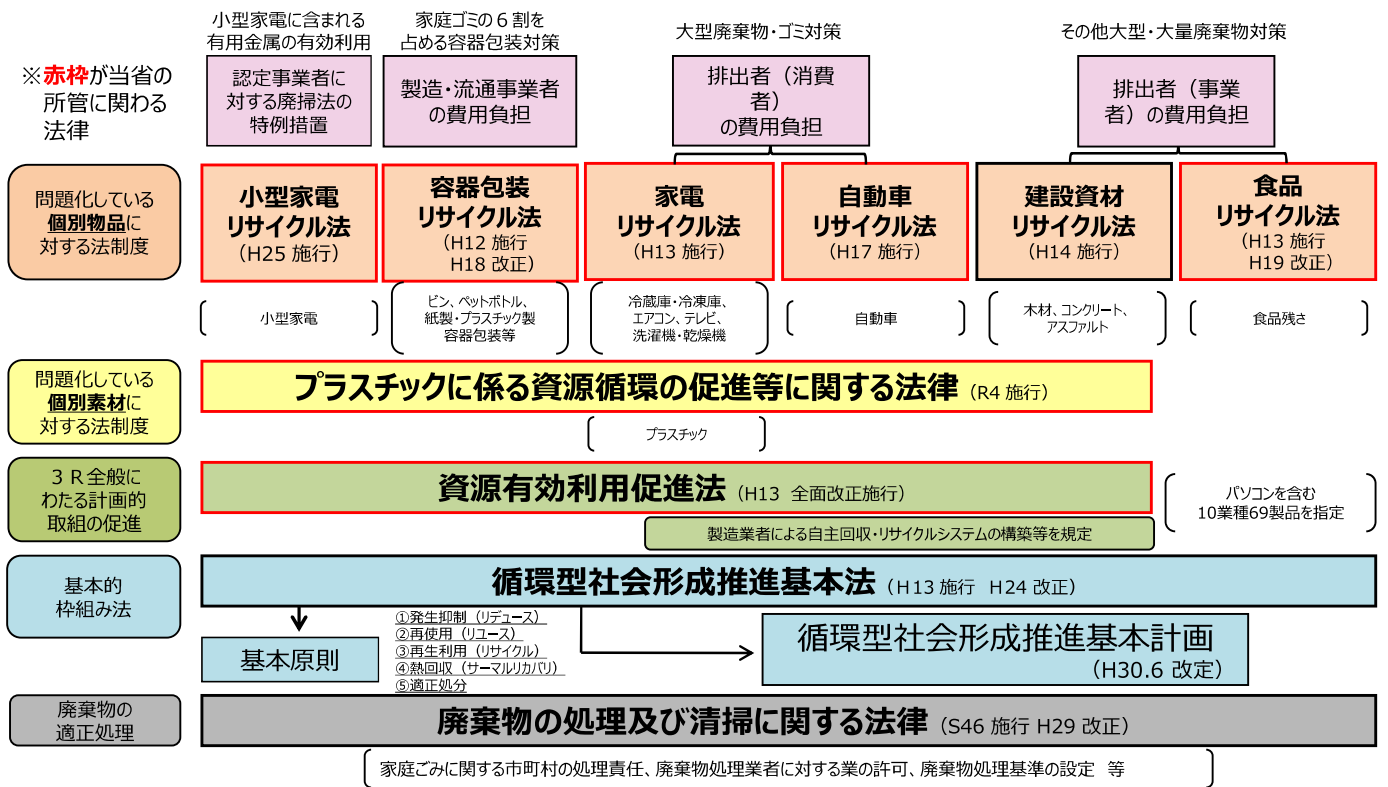 小型家電に含まれる
有用金属の有効利用
家庭ゴミの６割を
占める容器包装対策
大型廃棄物・ゴミ対策
その他大型・大量廃棄物対策
※赤枠が当省の
所管に関わる
法律
認定事業者に
対する廃掃法の
特例措置
製造・流通事業者
の費用負担
排出者（消費
者）
の費用負担
排出者（事業
者）の費用負担
問題化している
個別物品に
対する法制度
小型家電
リサイクル法
（H25 施行）
容器包装
リサイクル法
（H12 施行
H18 改正）
家電
リサイクル法
（H13 施行）
自動車
リサイクル法
（H17 施行）
建設資材
リサイクル法
（H14 施行）
食品
リサイクル法
（H13 施行
H19 改正）
小型家電
ビン、ペットボトル、
紙製・プラスチック製
容器包装等
冷蔵庫・冷凍庫、
エアコン、テレビ、
洗濯機・乾燥機
自動車
木材、コンクリート、
アスファルト
食品残さ
問題化している
個別素材に
対する法制度
プラスチックに係る資源循環の促進等に関する法律（R4 施行）
プラスチック
３Ｒ全般に
わたる計画的
取組の促進
資源有効利用促進法（H13 全面改正施行）
パソコンを含む
10業種69製品を指定
製造業者による自主回収・リサイクルシステムの構築等を規定
基本的
枠組み法
循環型社会形成推進基本法（Ｈ13 施行 H24 改正）
基本原則
①発生抑制（リデュース）
②再使用（リユース）
③再生利用（リサイクル）
④熱回収（サーマルリカバリ）
⑤適正処分
循環型社会形成推進基本計画
（H30.6 改定）
廃棄物の
適正処理
廃棄物の処理及び清掃に関する法律（S46 施行 H29 改正）
家庭ごみに関する市町村の処理責任、廃棄物処理業者に対する業の許可、廃棄物処理基準の設定 等